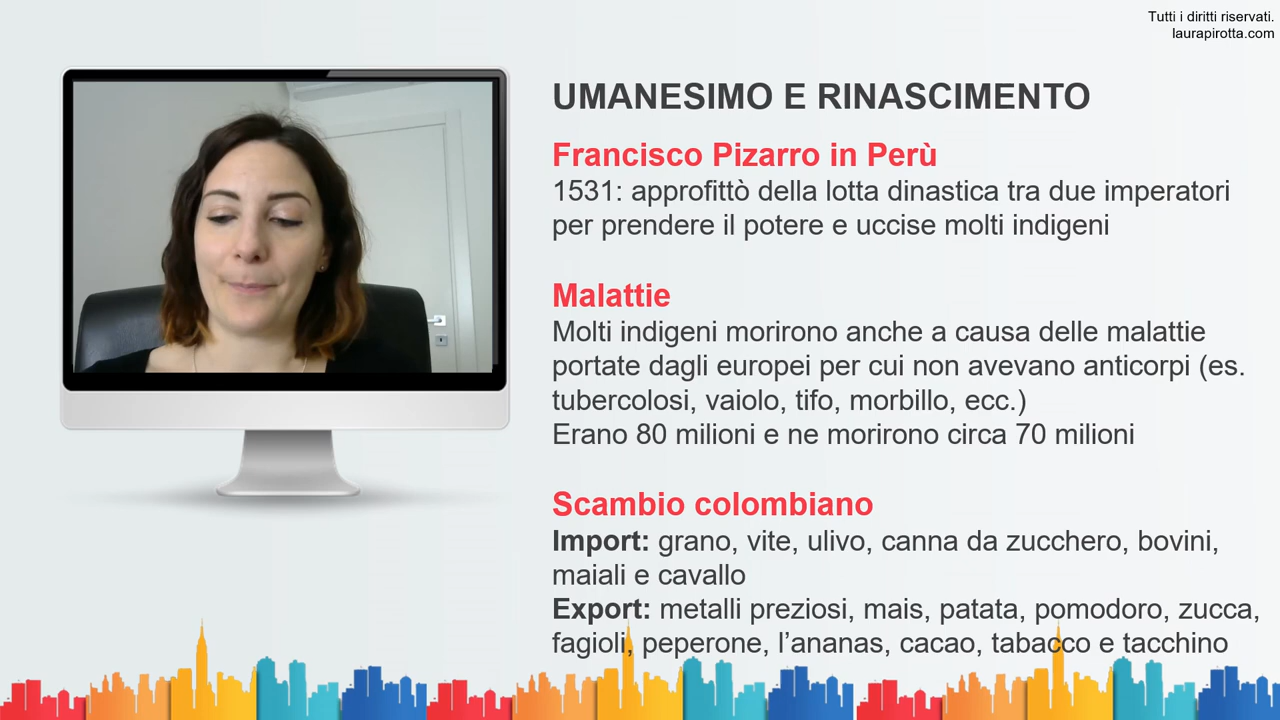 Tutti i diritti riservati.
laurapirotta.com
UMANESIMO E RINASCIMENTO
Francisco Pizarro in Perù
1531: approfittò della lotta dinastica tra due imperatori
per prendere il potere e uccise molti indigeni
Malattie
Molti indigeni morirono anche a causa delle malattie
portate dagli europei per cui non avevano anticorpi (es.
tubercolosi, vaiolo, tifo, morbillo, ecc.)
Erano 80 milioni e ne morirono circa 70 milioni
Scambio colombiano
Import: grano, vite, ulivo, canna da zucchero, bovini,
maiali e cavallo
Export: metalli preziosi, mais, patata, pomodoro, zucca,
fagioli, peperone, l’ananas, cacao, tabacco e tacchino